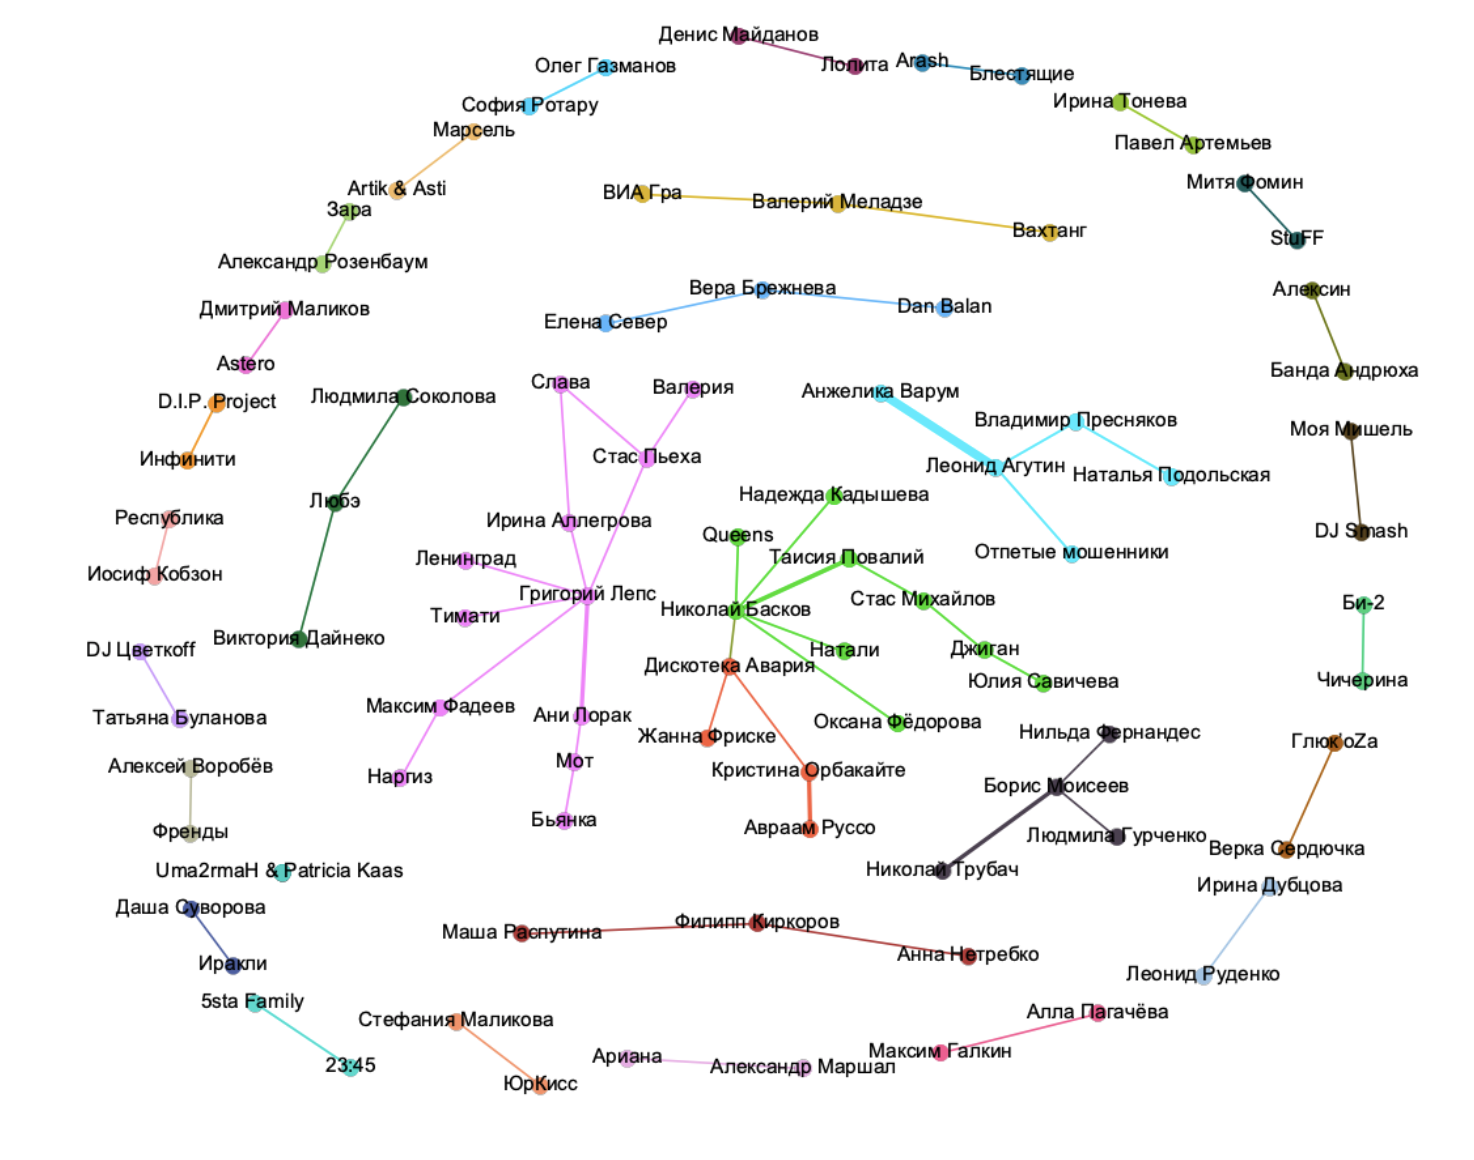 Денис Майданов
Лолита
Arash
Блестящие
Олег Газманов
София Ротару
Марсель
Artik & Asti
Ирина Тонева
Павел Артемьев
Митя Фомин
StuFF
Зара
Александр Розенбаум
ВИА Гра
Валерий Меладзе
Вахтанг
Дмитрий Маликов
Astero
Вера Брежнева
Dan Balan
Елена Север
Алексин
Банда Андрюха
D.I.P. Project
Инфинити
Людмила Соколова
Любэ
Виктория Дайнеко
Слава
Валерия
Стас Пьеха
Ирина Аллегрова
Ленинград
Григорий Лепс
Тимати
Максим Фадеев
Наргиз
Ани Лорак
Мот
Бьянка
Анжелика Варум
Владимир Пресняков
Леонид Агутин
Наталья Подольская
Отпетые мошенники
Моя Мишель
DJ Smash
Республика
Иосиф Кобзон
Надежда Кадышева
Queens
Таисия Повалий
Николай Басков
Стас Михайлов
Натали
Джиган
Юлия Савичева
Дискотека Авария
Оксана Фёдорова
Жанна Фриске
Кристина Орбакайте
Авраам Руссо
Би-2
Чичерина
DJ Цветкоff
Татьяна Буланова
Нильда Фернандес
Борис Моисеев
Людмила Гурченко
Николай Трубач
Глюк'oZa
Верка Сердючка
Алексей Воробёв
Френды
Uma2rmaH & Patricia Kaas
Даша Суворова
Иракли
Ирина Дубцова
Леонид Руденко
Маша Распутина
Филипп Киркоров
Анна Нетребко
5sta Family
23:45
Стефания Маликова
ЮрКисс
Ариана
Александр Маршал
Алла Пагачёва
Максим Галкин